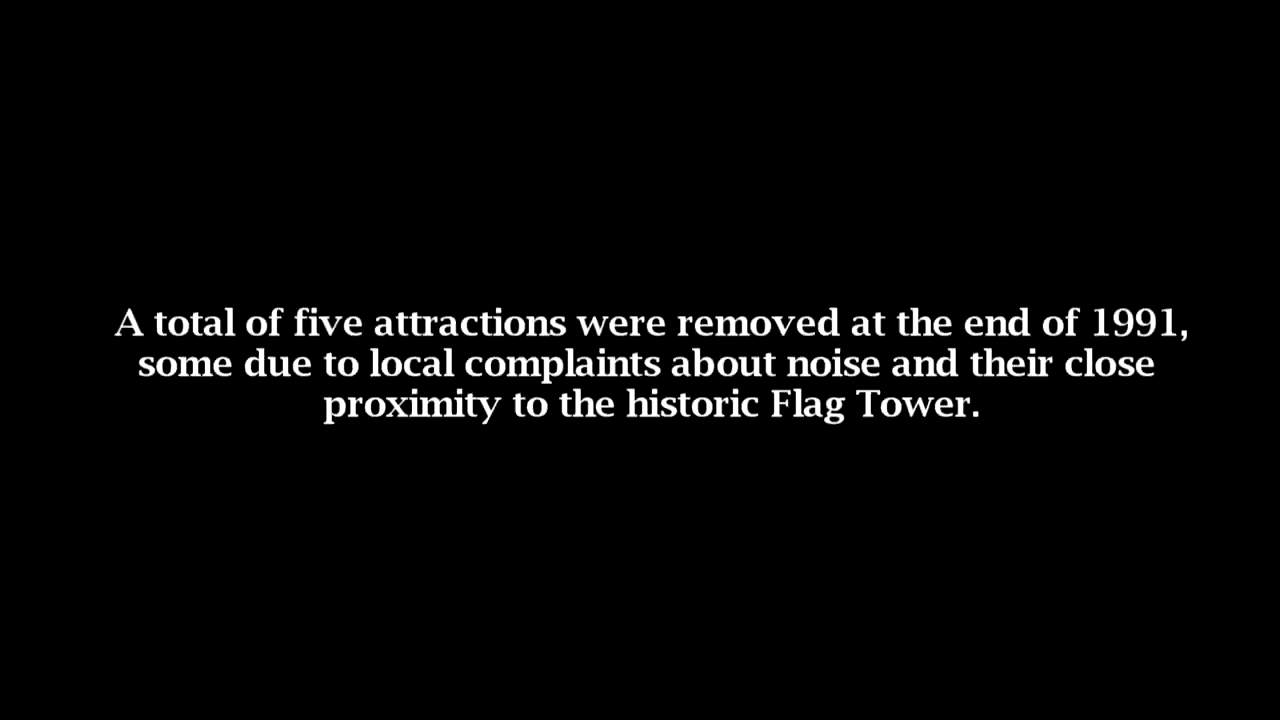 A total of five attractions were removed at the end of 1991,
some due to local complaints about noise and their close
proximity to the historic Flag Tower.